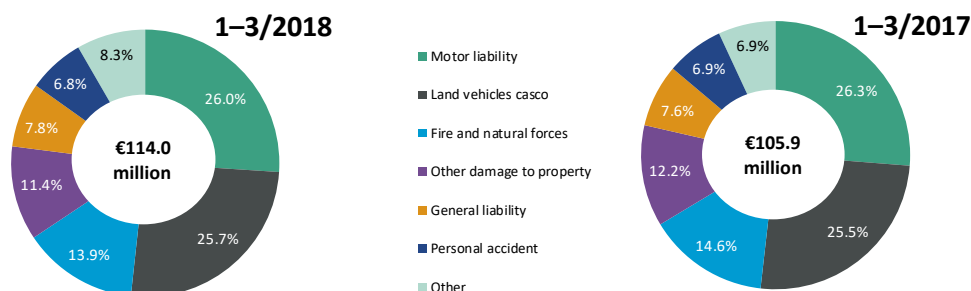 1–3/2018
8.3%
26.0%
6.8%
7.8%
€114.0
million
11.4%
13.9%
25.7%
Motor liability
Land vehicles casco
Fire and natural forces
Other damage to property
General liability
Personal accident
Other
1–3/2017
6.9%
6.9%
26.3%
7.6%
€105.9
million
12.2%
14.6%
25.5%